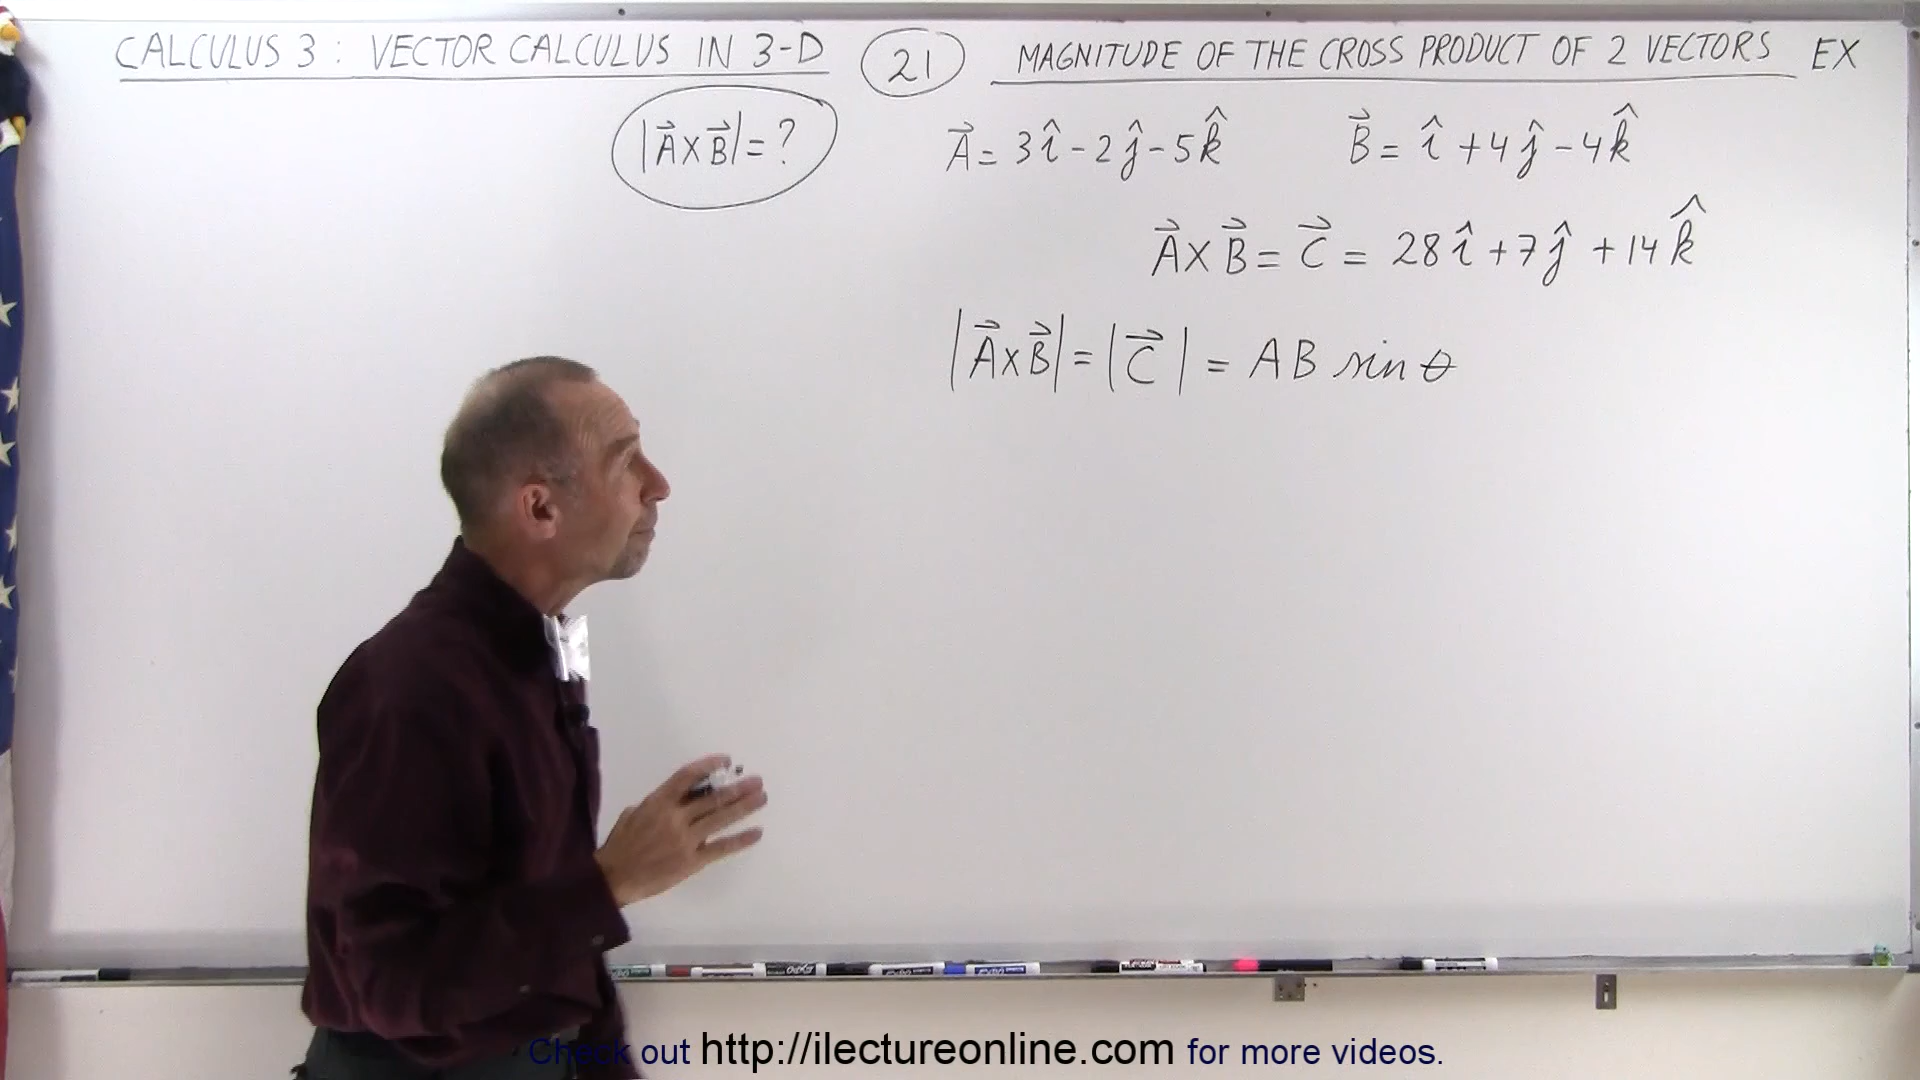 CALCULUS 3 : VECTOR CALCULUS IN 3-D 21 MAGNITUDE OF THE CROSS PRODUCT OF 2 VECTORS EX
|A⃗ X B⃗| = ? A⃗ = 3î - 2ĵ - 5k̂ B⃗ = î + 4ĵ - 4k̂
A⃗ X B⃗ = C⃗ = 28î + 7ĵ + 14k̂
|A⃗ X B⃗| = |C⃗| = AB sin θ
Check out http://ilectureonline.com for more videos.